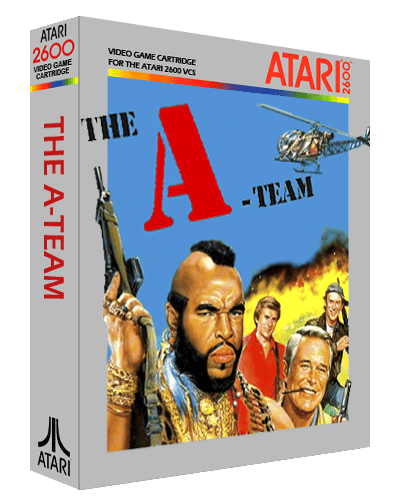 ATARI
2600
VIDEO GAME
CARTRIDGE
THE A-TEAM
ATARI
VIDEO GAME CARTRIDGE
FOR THE ATARI 2600 VCS
ATARI
2600
THE
A
-TEAM